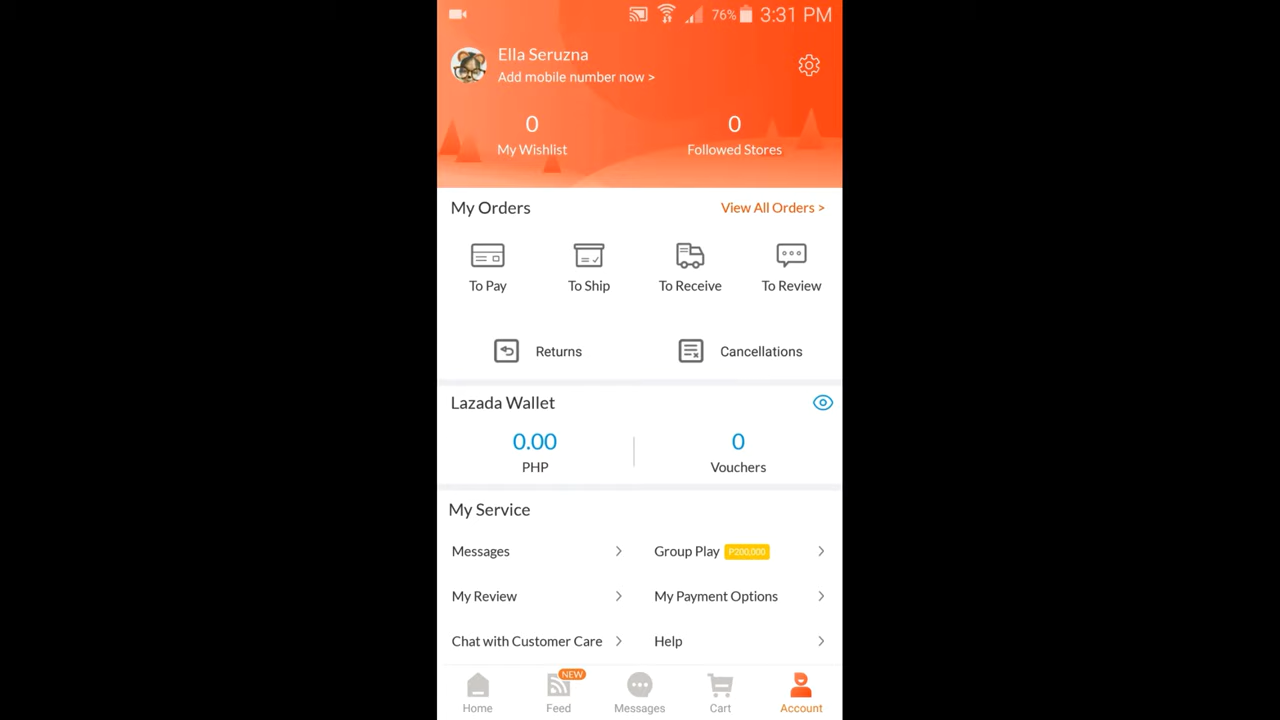 76% 3:31 PM
Ella Seruzna
Add mobile number now >
0 0
My Wishlist Followed Stores
My Orders View All Orders >
To Pay To Ship To Receive To Review
Returns Cancellations
Lazada Wallet
0.00 0
PHP Vouchers
My Service
Messages Group Play P200,000
My Review My Payment Options
Chat with Customer Care Help
NEW
Home Feed Messages Cart Account